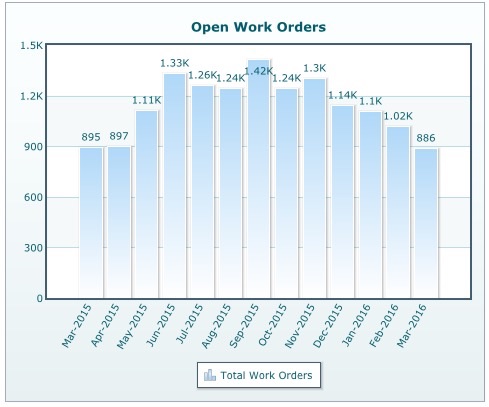 Open Work Orders
1.5K
1.2K
900
600
300
0
895
897
1.11K
1.33K
1.26K
1.24K
1.42K
1.24K
1.3K
1.14K
1.1K
1.02K
886
Mar-2015
Apr-2015
May-2015
Jun-2015
Jul-2015
Aug-2015
Sep-2015
Oct-2015
Nov-2015
Dec-2015
Jan-2016
Feb-2016
Mar-2016
Total Work Orders